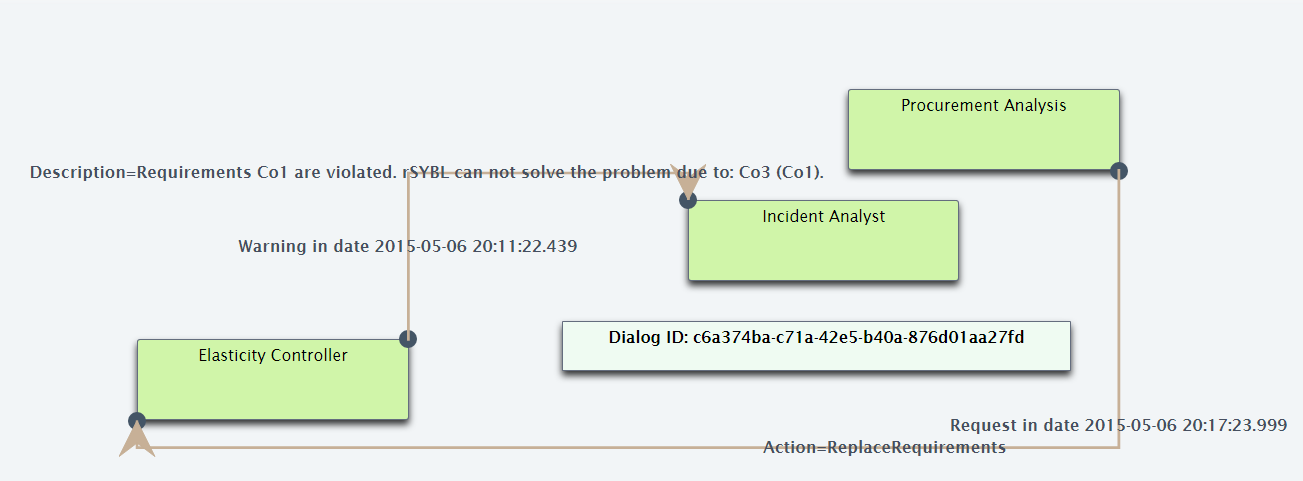 Procurement Analysis
Description=Requirements Co1 are violated. rSYBL can not solve the problem due to: Co3 (Co1).
Incident Analyst
Warning in date 2015-05-06 20:11:22.439
Dialog ID: c6a374ba-c71a-42e5-b40a-876d01aa27fd
Elasticity Controller
Request in date 2015-05-06 20:17:23.999
Action=ReplaceRequirements